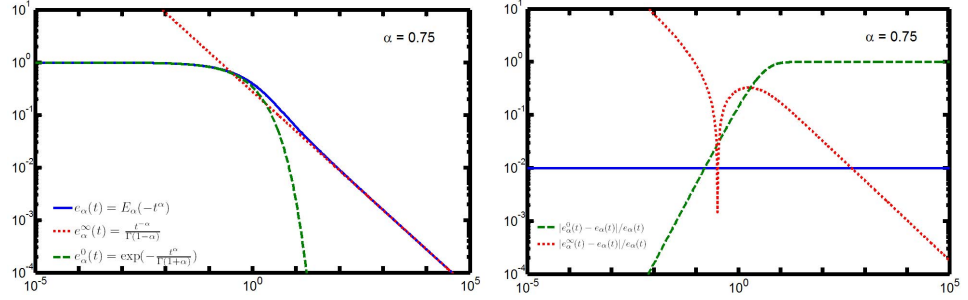 10^1
10^0
10^-1
10^-2
10^-3
10^-4
10^-5
10^0
10^5
α = 0.75
e_α(t) = E_α(-t^α)
e_α^∞(t) = t^-α / Γ(1-α)
e_α^0(t) = exp(- t^α / Γ(1+α))
10^1
10^0
10^-1
10^-2
10^-3
10^-4
10^-5
10^0
10^5
α = 0.75
|e_α^0(t) - e_α(t)|/e_α(t)
|e_α^∞(t) - e_α(t)|/e_α(t)